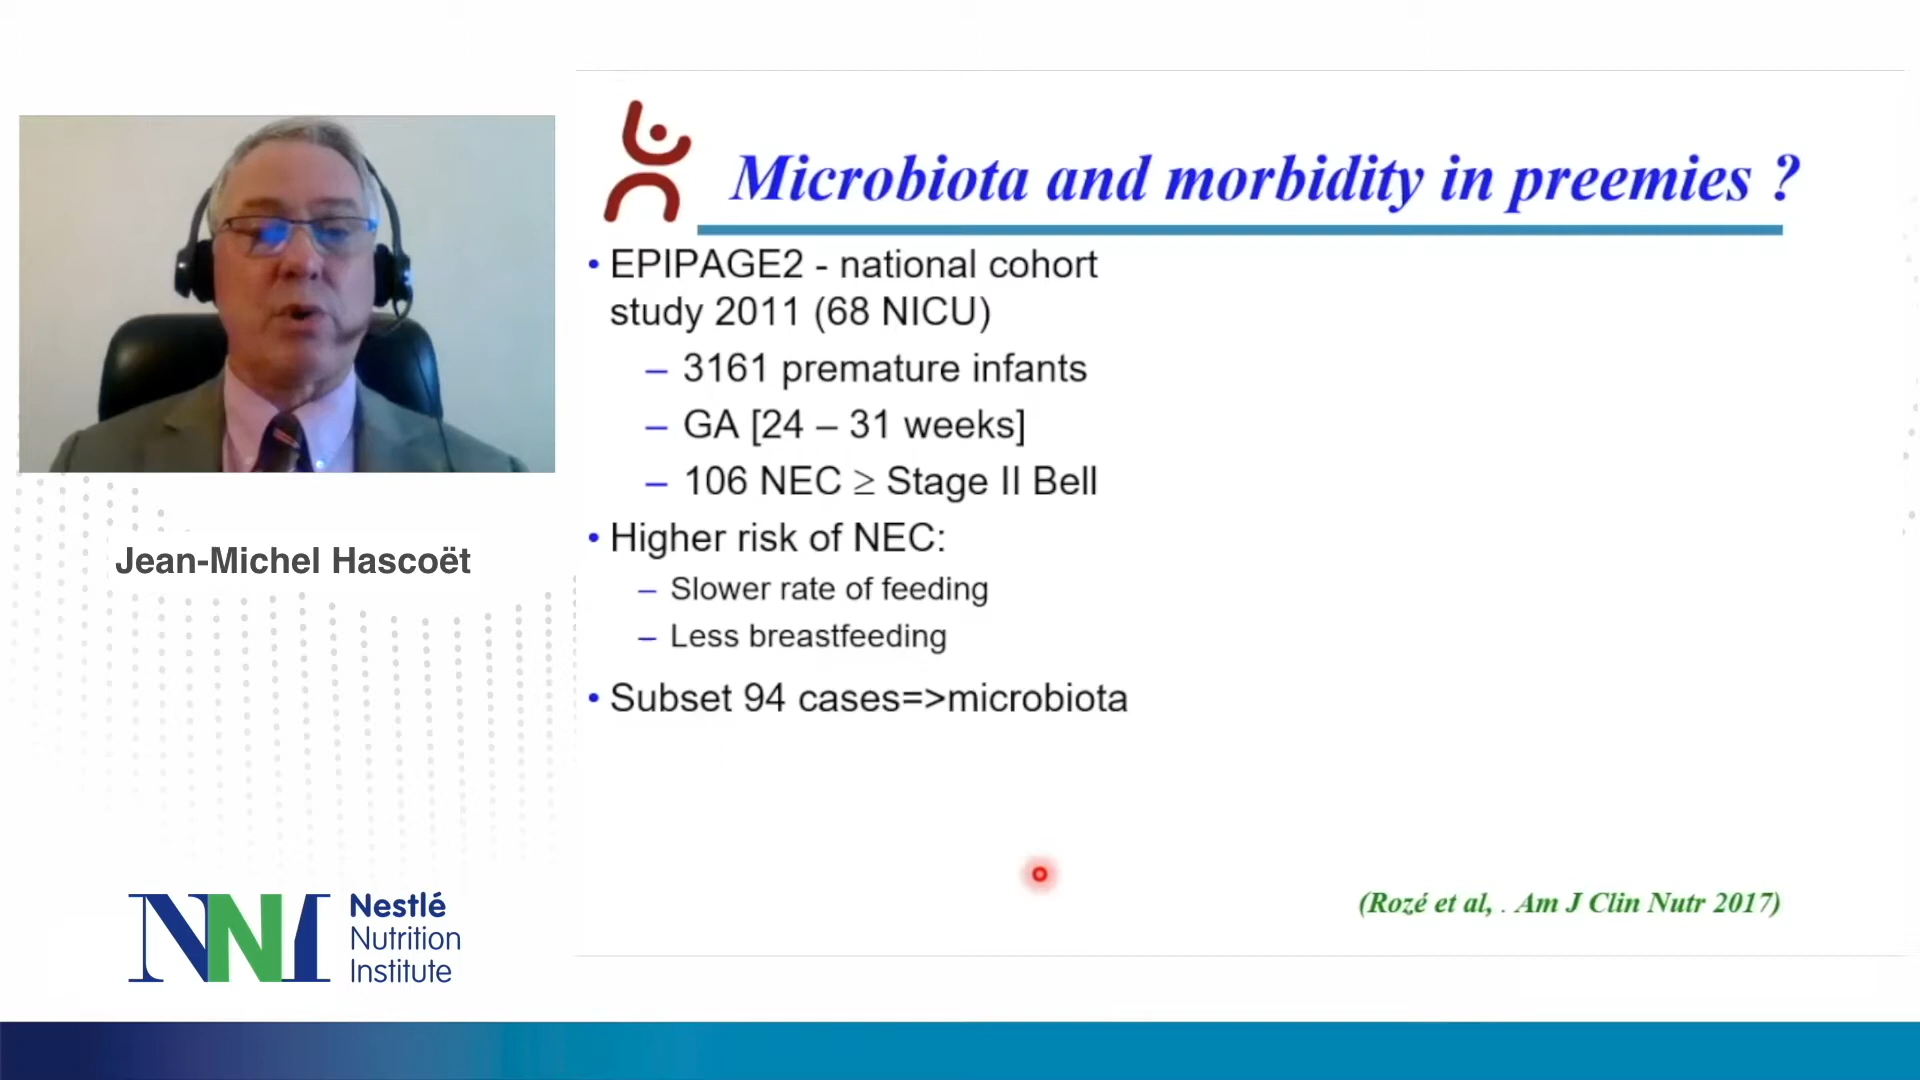 Microbiota and morbidity in preemies ?
• EPIPAGE2 - national cohort
study 2011 (68 NICU)
– 3161 premature infants
– GA [24 – 31 weeks]
– 106 NEC ≥ Stage II Bell
• Higher risk of NEC:
– Slower rate of feeding
– Less breastfeeding
• Subset 94 cases=>microbiota
(Rozé et al, . Am J Clin Nutr 2017)
Jean-Michel Hascoët
NNI
Nestlé
Nutrition
Institute